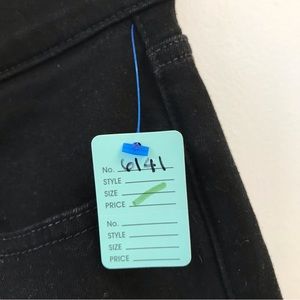 No. 6141
STYLE
SIZE
PRICE
No.
STYLE
SIZE
PRICE